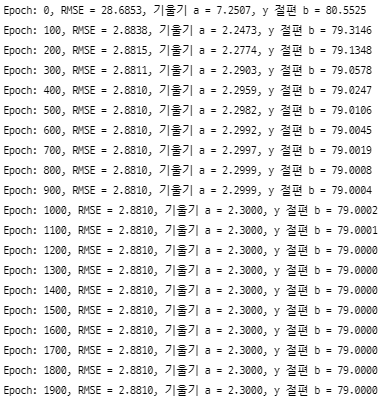 Epoch: 0, RMSE = 28.6853, 기울기 a = 7.2507, y 절편 b = 80.5525
Epoch: 100, RMSE = 2.8838, 기울기 a = 2.2473, y 절편 b = 79.3146
Epoch: 200, RMSE = 2.8815, 기울기 a = 2.2774, y 절편 b = 79.1348
Epoch: 300, RMSE = 2.8811, 기울기 a = 2.2903, y 절편 b = 79.0578
Epoch: 400, RMSE = 2.8810, 기울기 a = 2.2959, y 절편 b = 79.0247
Epoch: 500, RMSE = 2.8810, 기울기 a = 2.2982, y 절편 b = 79.0106
Epoch: 600, RMSE = 2.8810, 기울기 a = 2.2992, y 절편 b = 79.0045
Epoch: 700, RMSE = 2.8810, 기울기 a = 2.2997, y 절편 b = 79.0019
Epoch: 800, RMSE = 2.8810, 기울기 a = 2.2999, y 절편 b = 79.0008
Epoch: 900, RMSE = 2.8810, 기울기 a = 2.2999, y 절편 b = 79.0004
Epoch: 1000, RMSE = 2.8810, 기울기 a = 2.3000, y 절편 b = 79.0002
Epoch: 1100, RMSE = 2.8810, 기울기 a = 2.3000, y 절편 b = 79.0001
Epoch: 1200, RMSE = 2.8810, 기울기 a = 2.3000, y 절편 b = 79.0000
Epoch: 1300, RMSE = 2.8810, 기울기 a = 2.3000, y 절편 b = 79.0000
Epoch: 1400, RMSE = 2.8810, 기울기 a = 2.3000, y 절편 b = 79.0000
Epoch: 1500, RMSE = 2.8810, 기울기 a = 2.3000, y 절편 b = 79.0000
Epoch: 1600, RMSE = 2.8810, 기울기 a = 2.3000, y 절편 b = 79.0000
Epoch: 1700, RMSE = 2.8810, 기울기 a = 2.3000, y 절편 b = 79.0000
Epoch: 1800, RMSE = 2.8810, 기울기 a = 2.3000, y 절편 b = 79.0000
Epoch: 1900, RMSE = 2.8810, 기울기 a = 2.3000, y 절편 b = 79.0000